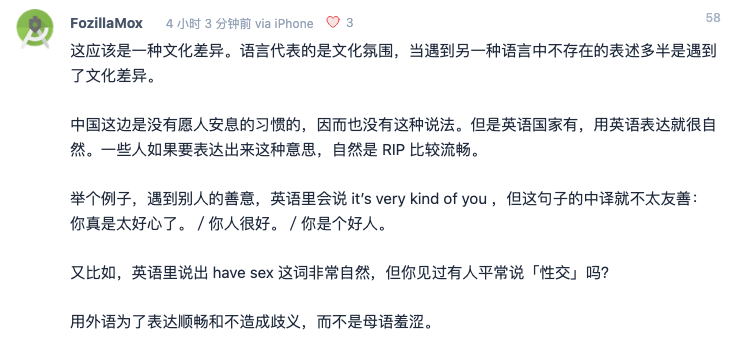 FozillaMox 4 小时 3 分钟前 via iPhone 3 58
这应该是一种文化差异。语言代表的是文化氛围，当遇到另一种语言中不存在的表述多半是遇到
了文化差异。
中国这边是没有愿人安息的习惯的，因而也没有这种说法。但是英语国家有，用英语表达就很自
然。一些人如果要表达出来这种意思，自然是 RIP 比较流畅。
举个例子，遇到别人的善意，英语里会说 it’s very kind of you ，但这句子的中译就不太友善：
你真是太好心了。 / 你人很好。 / 你是个好人。
又比如，英语里说出 have sex 这词非常自然，但你见过有人平常说「性交」吗?
用外语为了表达顺畅和不造成歧义，而不是母语羞涩。